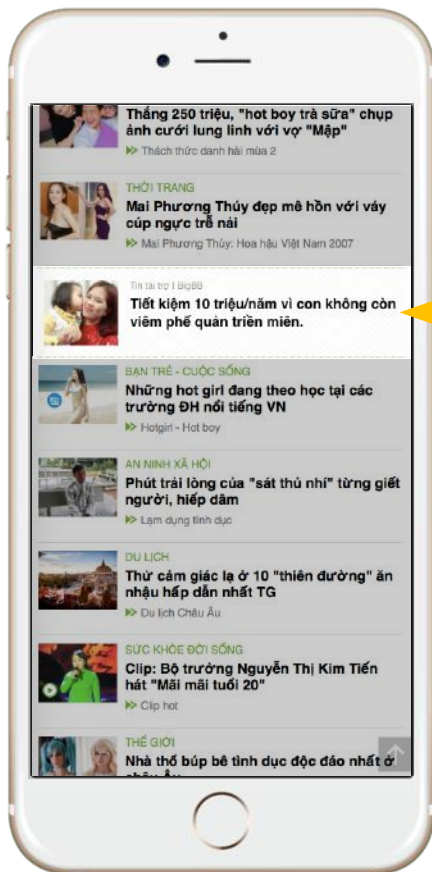 Thắng 250 triệu, "hot boy trà sữa" chụp
ảnh cưới lung linh với vợ "Mập"
Thách thức danh hài mùa 2
THỜI TRANG
Mai Phương Thúy đẹp mê hồn với váy
cúp ngực trễ nải
Mai Phương Thúy: Hoa hậu Việt Nam 2007
Tin tài trợ I BigBB
Tiết kiệm 10 triệu/năm vì con không còn
viêm phế quản triền miên.
BẠN TRẺ - CUỘC SỐNG
Những hot girl đang theo học tại các
trường ĐH nổi tiếng VN
Hotgirl - Hot boy
AN NINH XÃ HỘI
Phút trải lòng của "sát thủ nhí" từng giết
người, hiếp dâm
Lạm dụng tình dục
DU LỊCH
Thử cảm giác lạ ở 10 "thiên đường" ăn
nhậu hấp dẫn nhất TG
Du lịch Châu Âu
SỨC KHỎE ĐỜI SỐNG
Clip: Bộ trưởng Nguyễn Thị Kim Tiến
hát "Mãi mãi tuổi 20"
Clip hot
THẾ GIỚI
Nhà thổ búp bê tình dục độc đáo nhất ở
châu Âu